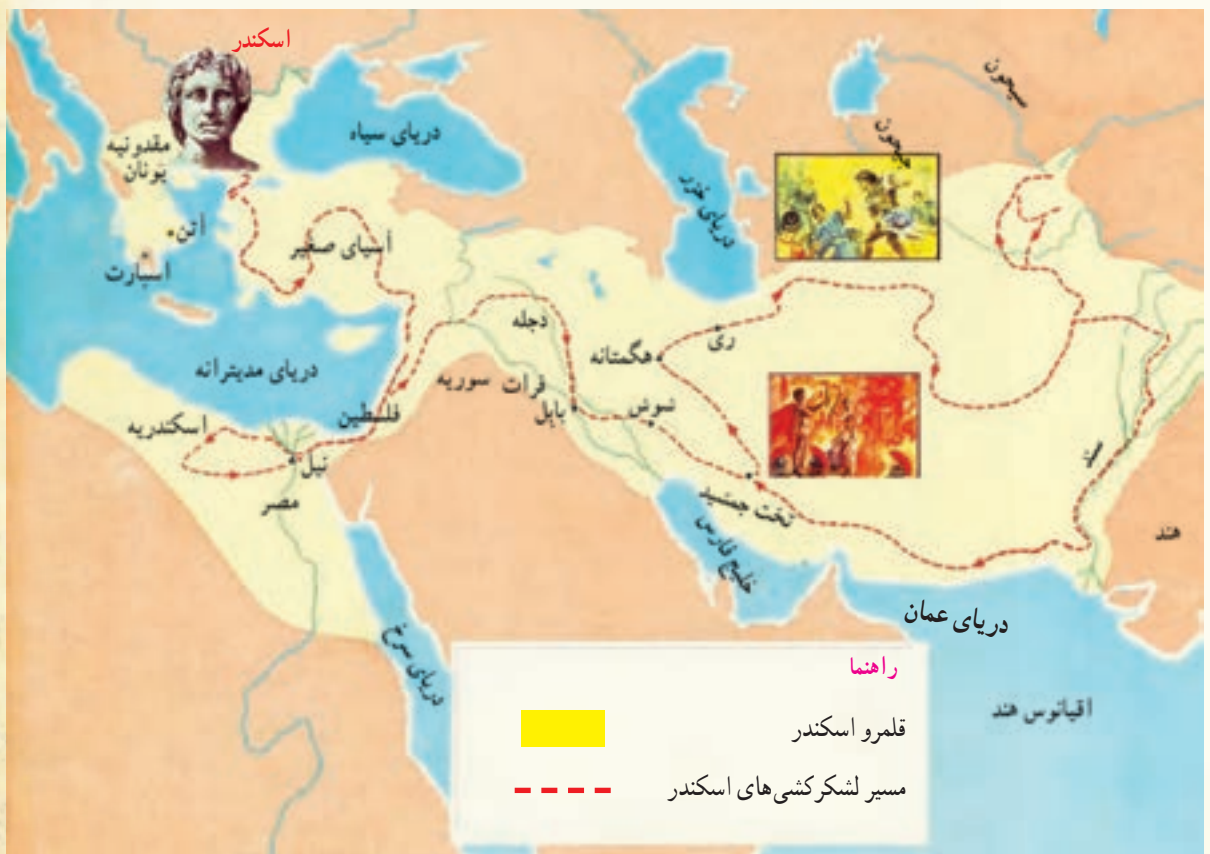 اسکندر
سیحون
جیحون
دریای سیاه
مقدونیه
یونان
دریای خزر
آتن
آسیای صغیر
اسپارت
دجله
ری
هگمتانه
دریای مدیترانه
سوریه
فرات
بابل
شوش
فلسطین
اسکندریه
نیل
مصر
تخت جمشید
سند
هند
خلیج فارس
دریای عمان
دریای سرخ
اقیانوس هند
راهنما
قلمرو اسکندر
مسیر لشکرکشی‌های اسکندر